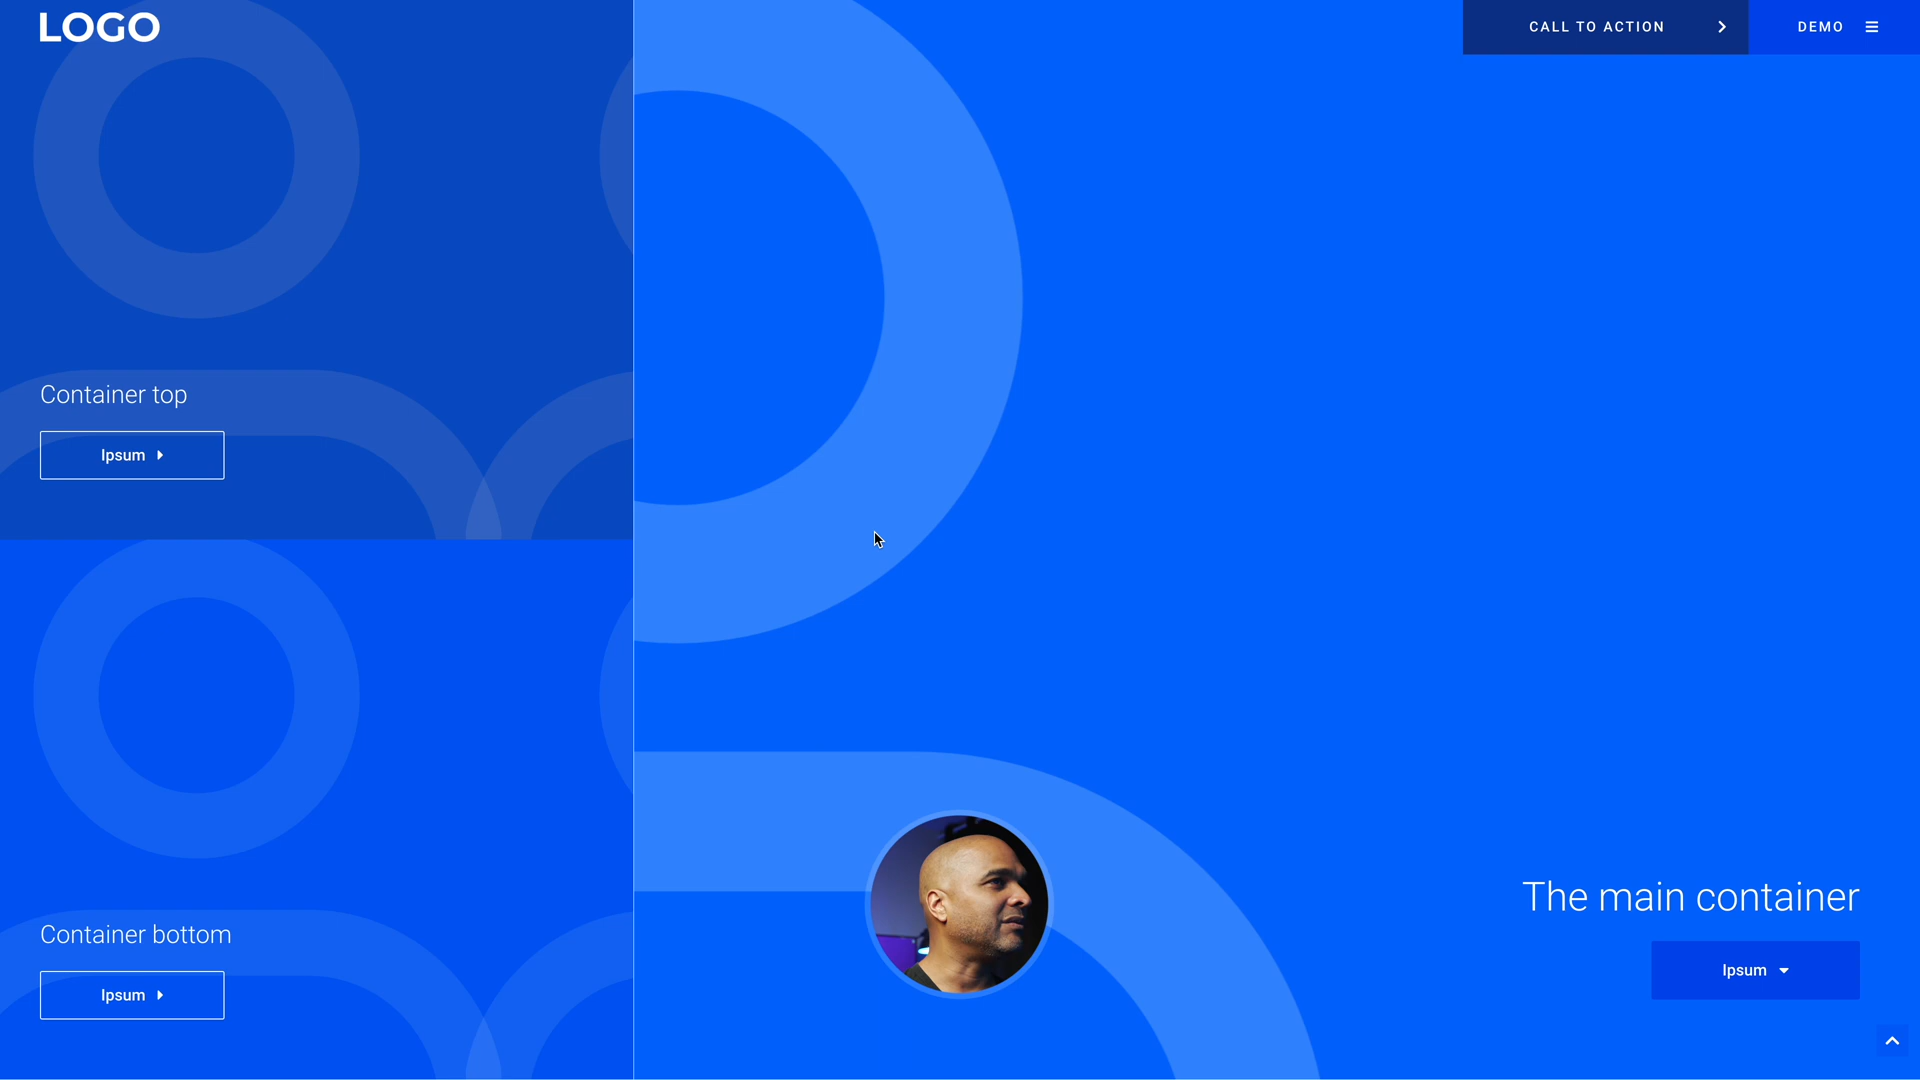 LOGO
CALL TO ACTION
DEMO
Container top
Ipsum
Container bottom
Ipsum
The main container
Ipsum